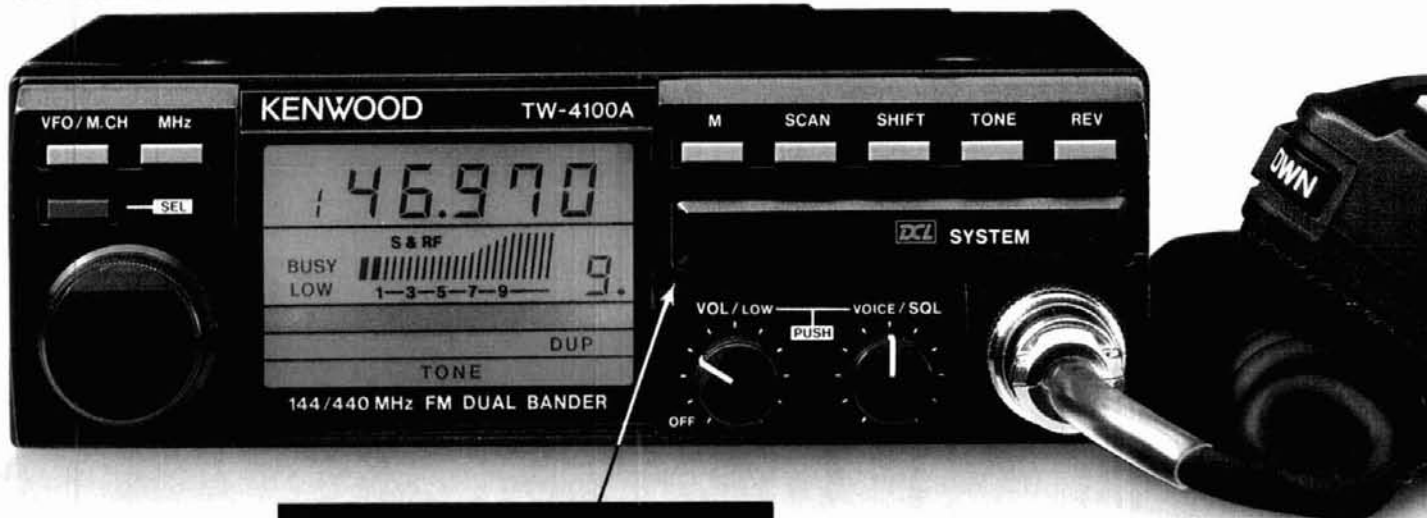 VFO/M.CH MHz
SEL
KENWOOD TW-4100A
146.970
S & RF
BUSY
LOW
1-3-5-7-9
9.
DUP
TONE
144/440 MHz FM DUAL BANDER
M SCAN SHIFT TONE REV
DCL SYSTEM
VOL/LOW VOICE/SQL
PUSH
OFF
DWN